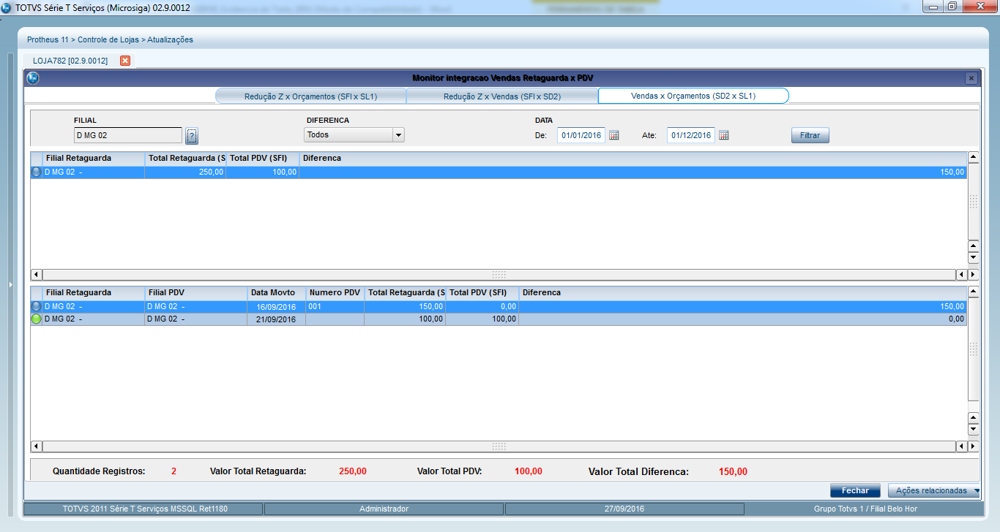 TOTVS Série T Serviços (Microsiga) 02.9.0012
Protheus 11 > Controle de Lojas > Atualizações
LOJA782 [02.9.0012]
Monitor integracao Vendas Retaguarda x PDV
Redução Z x Orçamentos (SFI x SL1) Redução Z x Vendas (SFI x SD2) Vendas x Orçamentos (SD2 x SL1)
FILIAL DIFERENCA DATA
D MG 02 ? Todos De: 01/01/2016 Ate: 01/12/2016 Filtrar
Filial Retaguarda Total Retaguarda (S Total PDV (SFI) Diferenca
D MG 02 - 250,00 100,00 150,00
Filial Retaguarda Filial PDV Data Movto Numero PDV Total Retaguarda (S Total PDV (SFI) Diferenca
D MG 02 - D MG 02 - 16/09/2016 001 150,00 0,00 150,00
D MG 02 - D MG 02 - 21/09/2016 100,00 100,00 0,00
Quantidade Registros: 2 Valor Total Retaguarda: 250,00 Valor Total PDV: 100,00 Valor Total Diferenca: 150,00
Fechar Ações relacionadas
TOTVS 2011 Série T Serviços MSSQL Ret1180 Administrador 27/09/2016 Grupo Totvs 1 / Filial Belo Hor